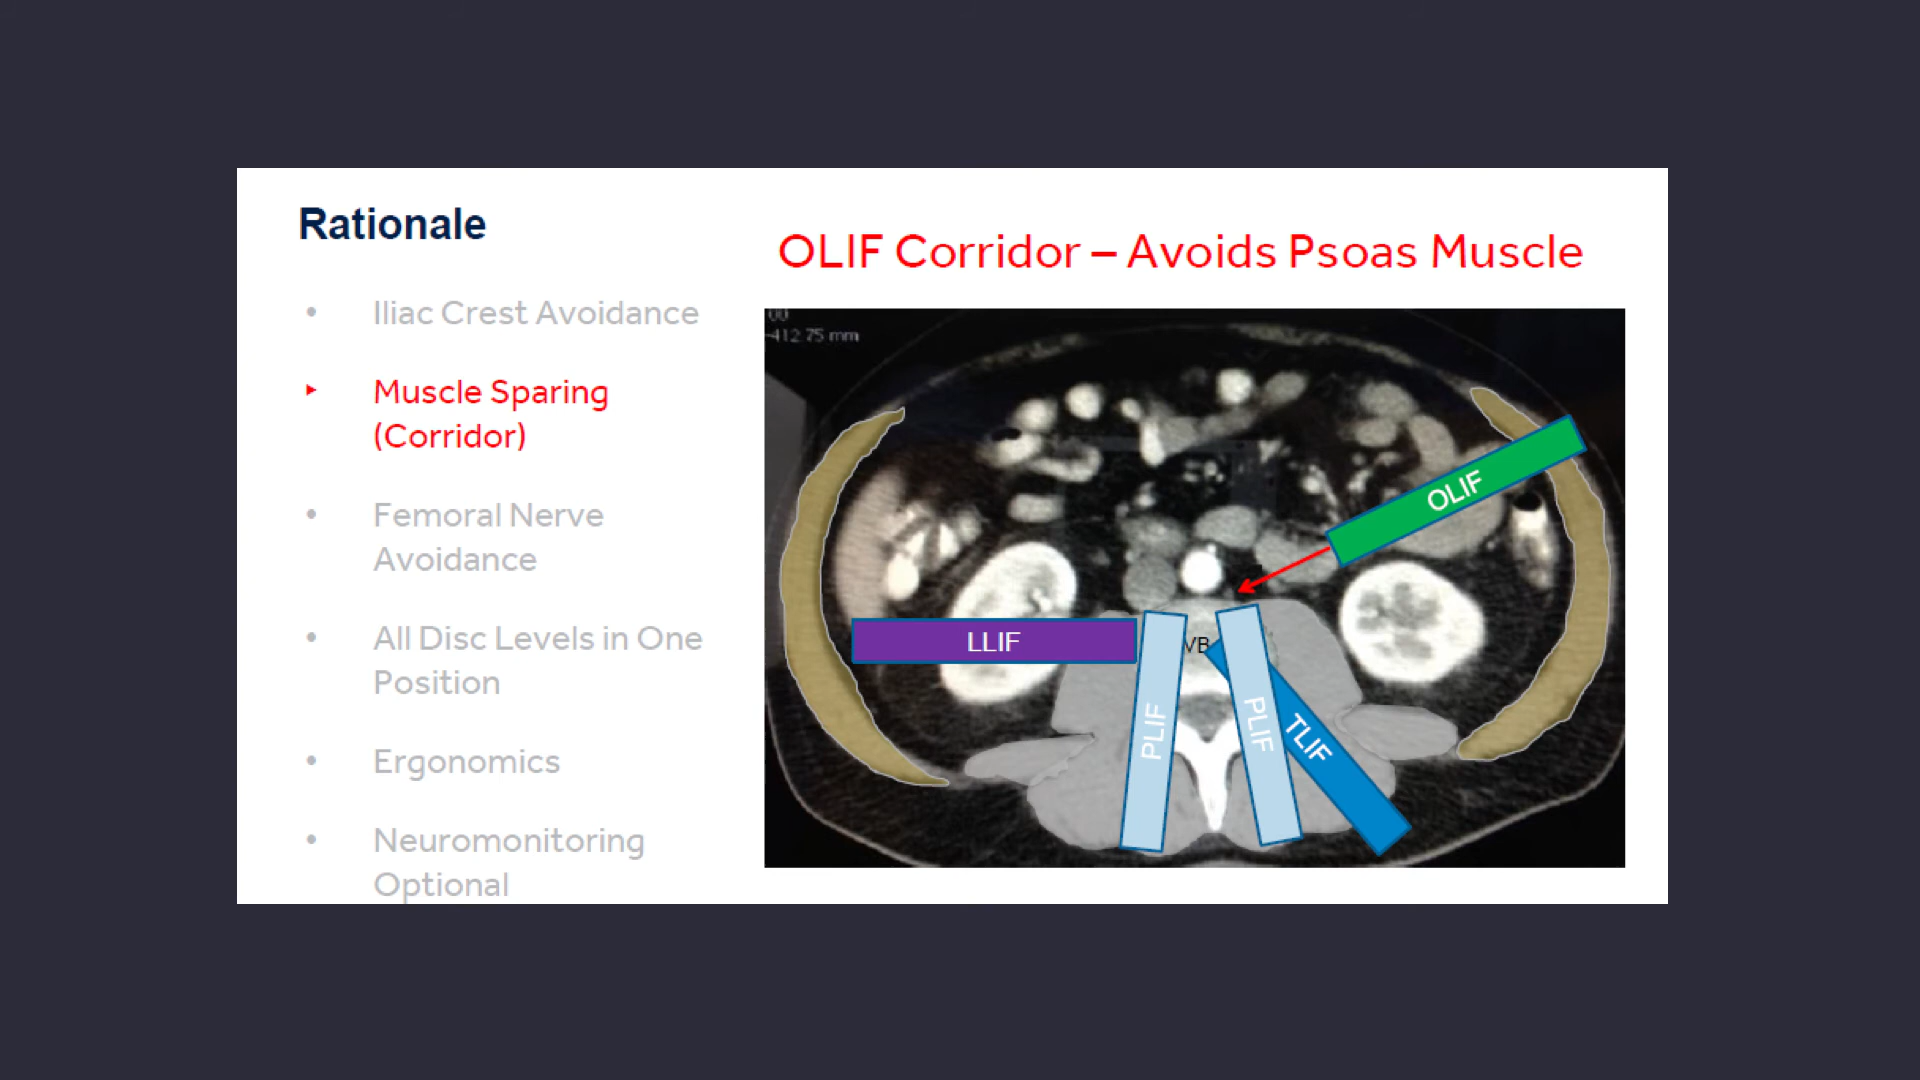 Rationale
OLIF Corridor – Avoids Psoas Muscle
• Iliac Crest Avoidance
‣ Muscle Sparing
(Corridor)
• Femoral Nerve
Avoidance
• All Disc Levels in One
Position
• Ergonomics
• Neuromonitoring
Optional
00
-412.75 mm
OLIF
LLIF
VB
PLIF
PLIF
TLIF